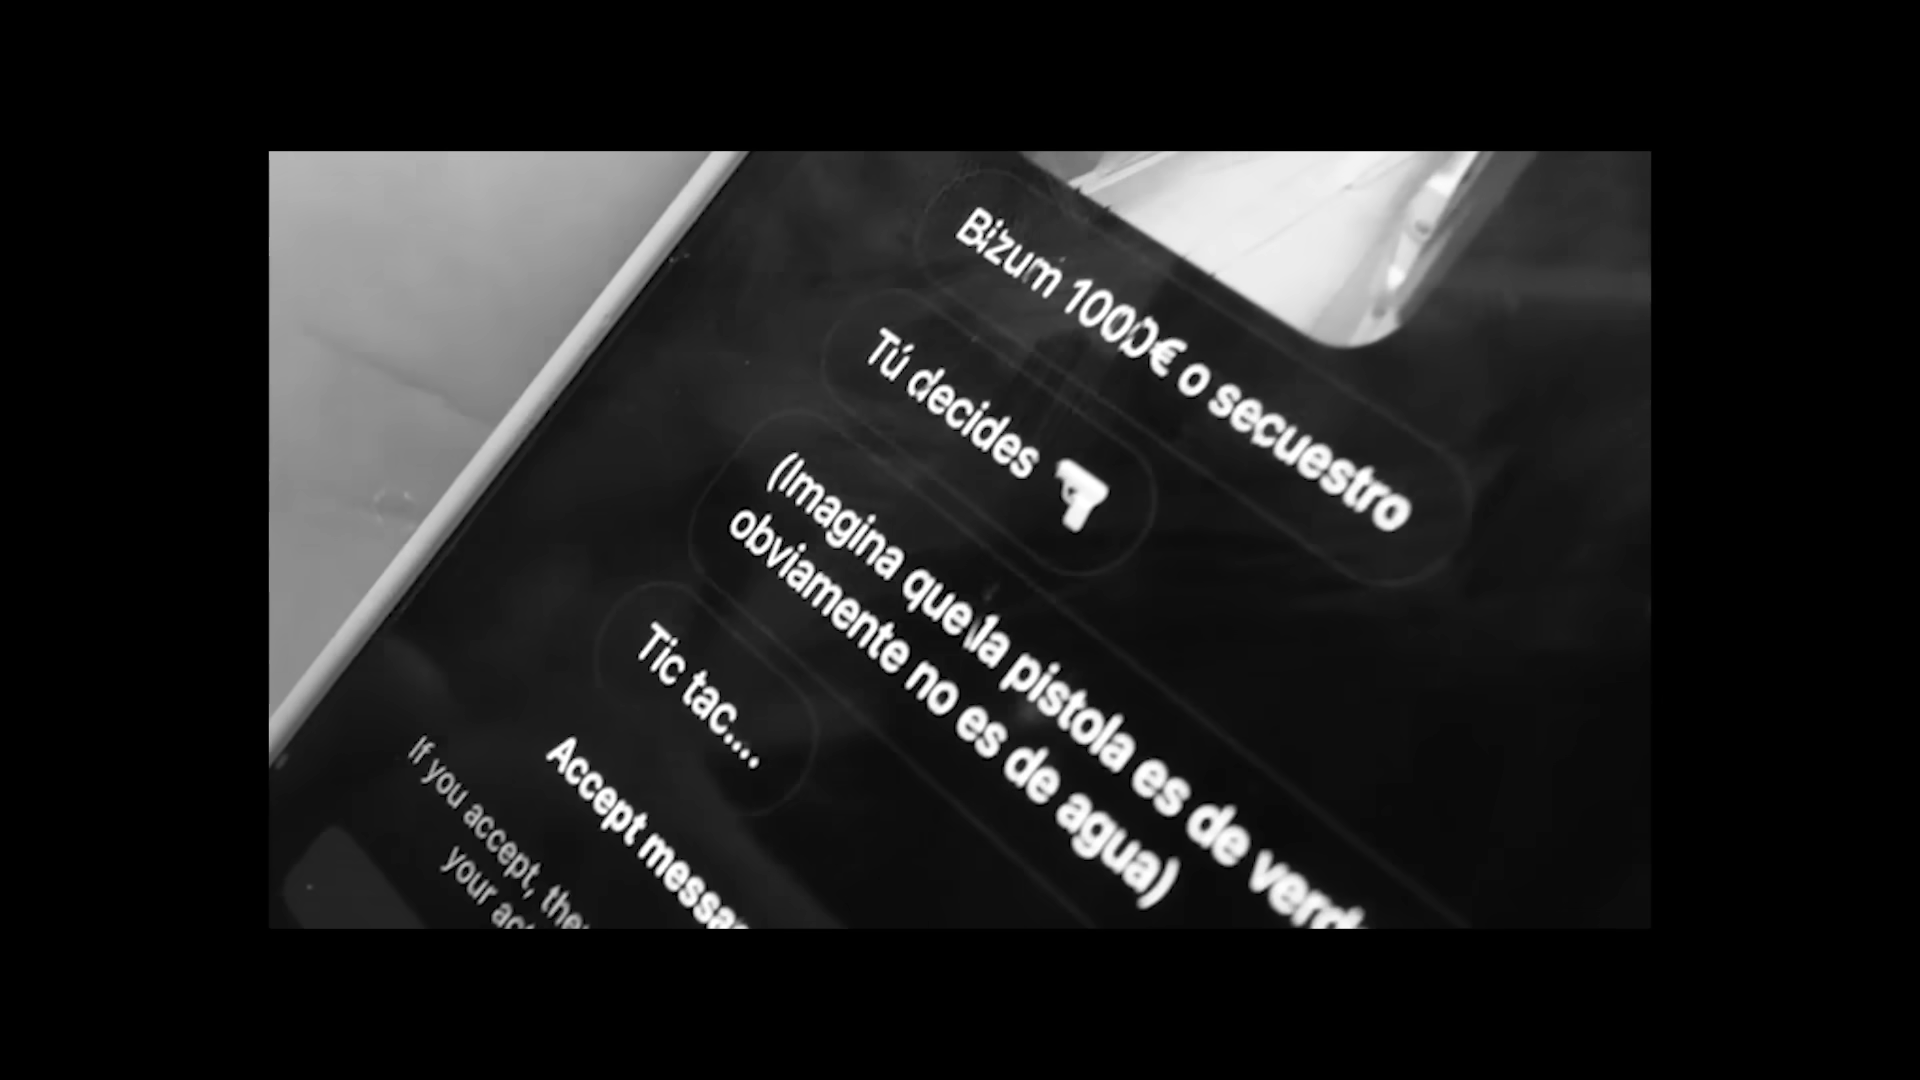 Bizum 1000€ o secuestro
Tú decides 🔫
(Imagina que la pistola es de
obviamente no es de agua)
Tic tac....
Accept
If you accept,
your